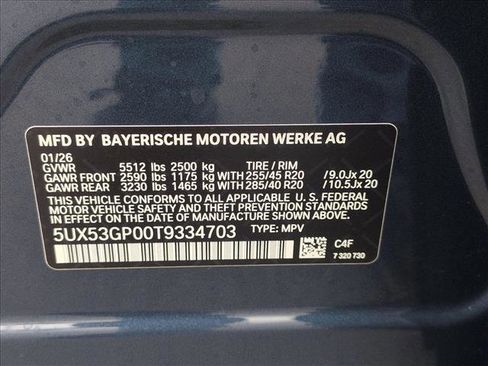 MFD BY BAYERISCHE MOTOREN WERKE AG
01/26
GVWR 5512 lbs 2500 kg TIRE / RIM
GAWR FRONT 2590 lbs 1175 kg WITH 255/45 R20 /9.0Jx 20
GAWR REAR 3230 lbs 1465 kg WITH 285/40 R20 /10.5Jx 20
THIS VEHICLE CONFORMS TO ALL APPLICABLE U. S. FEDERAL
MOTOR VEHICLE SAFETY AND THEFT PREVENTION STANDARDS
IN EFFECT ON THE DATE OF MANUFACTURE SHOWN ABOVE.
5UX53GP00T9334703 TYPE: MPV
C4F
7 320 730